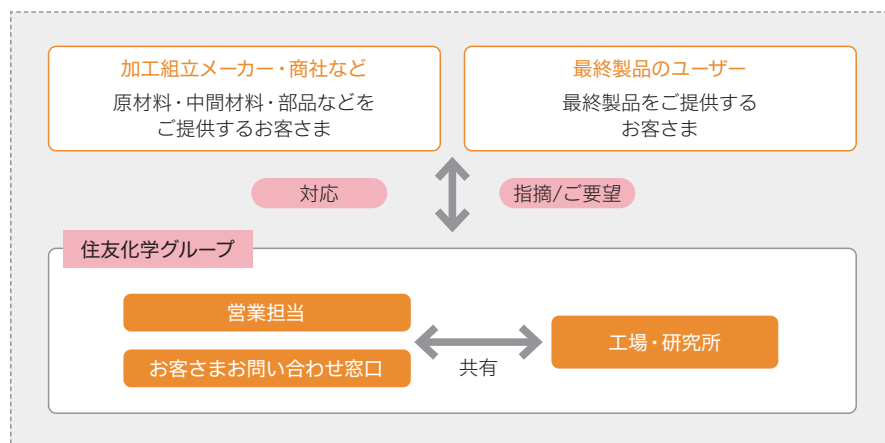 加工組立メーカー・商社など
原材料・中間材料・部品などを
ご提供するお客さま
最終製品のユーザー
最終製品をご提供する
お客さま
対応
指摘/ご要望
住友化学グループ
営業担当
お客さまお問い合わせ窓口
共有
工場・研究所